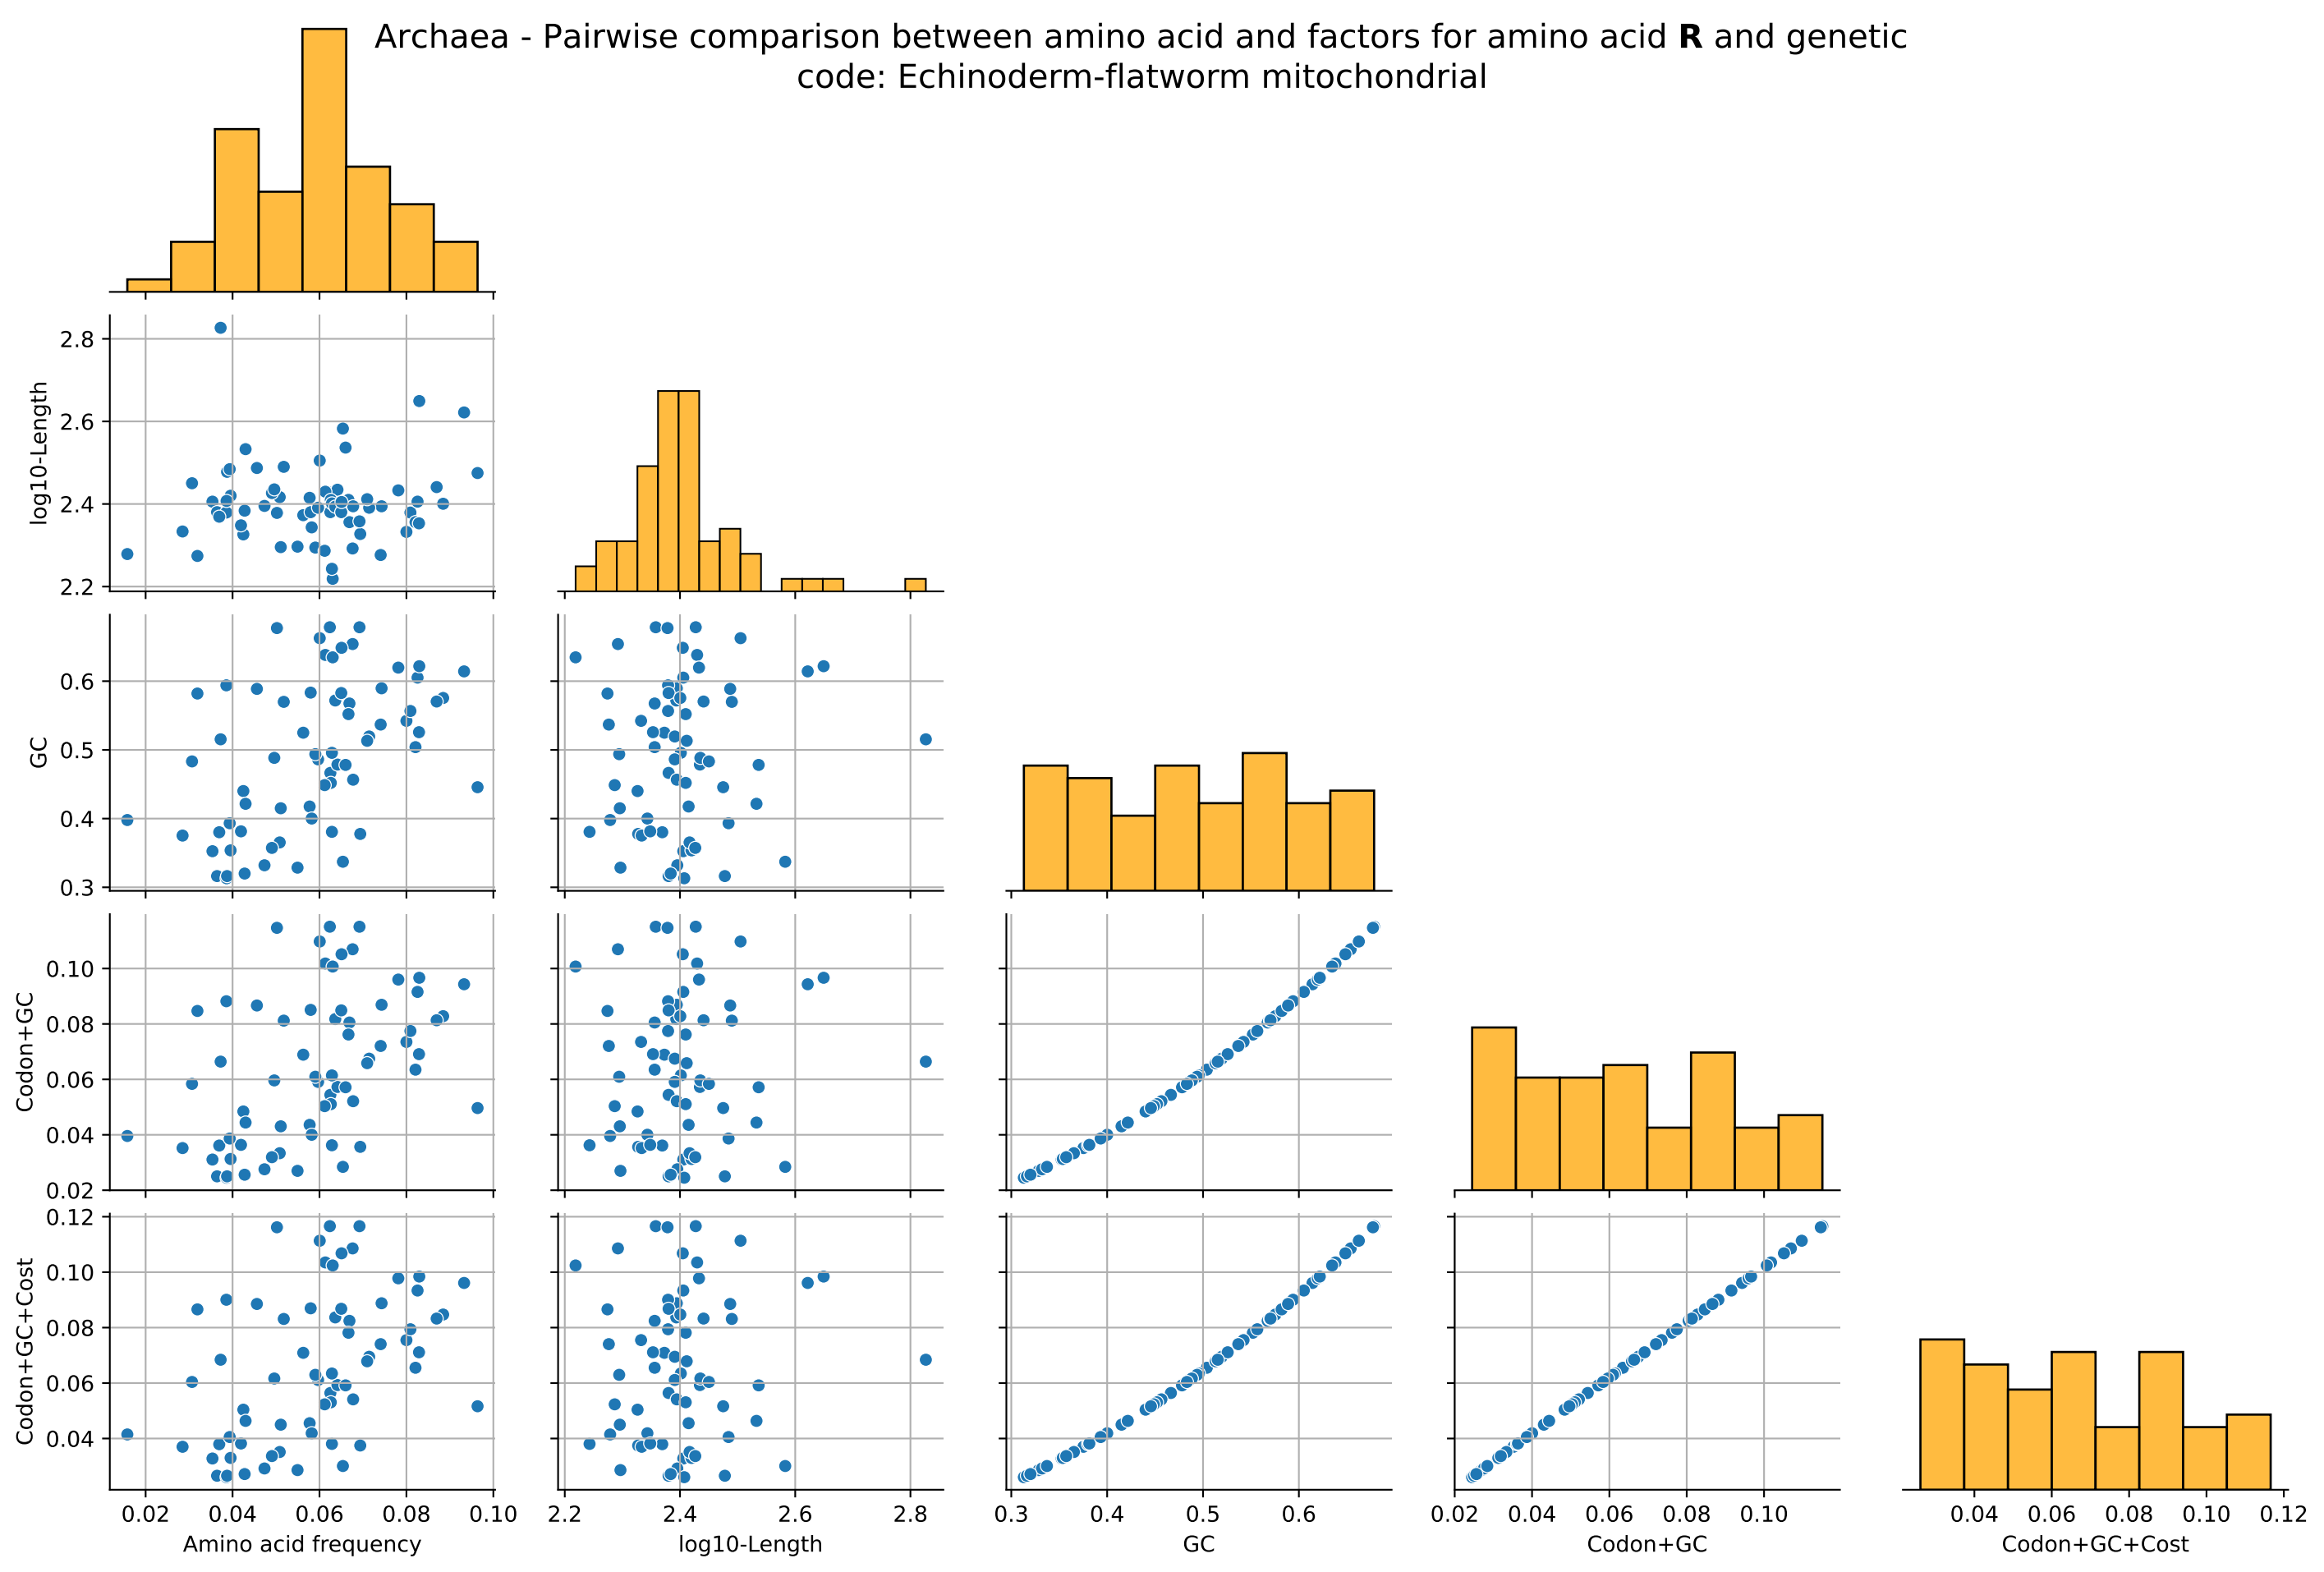 Archaea - Pairwise comparison between amino acid and factors for amino acid R and genetic
code: Echinoderm-flatworm mitochondrial
2.8
2.6
2.4
2.2
log10-Length
0.6
0.5
0.4
0.3
GC
0.10
0.08
0.06
0.04
0.02
Codon+GC
0.12
0.10
0.08
0.06
0.04
Codon+GC+Cost
0.02 0.04 0.06 0.08 0.10
2.2 2.4 2.6 2.8
0.3 0.4 0.5 0.6
0.02 0.04 0.06 0.08 0.10
0.04 0.06 0.08 0.10 0.12
Amino acid frequency
log10-Length
GC
Codon+GC
Codon+GC+Cost